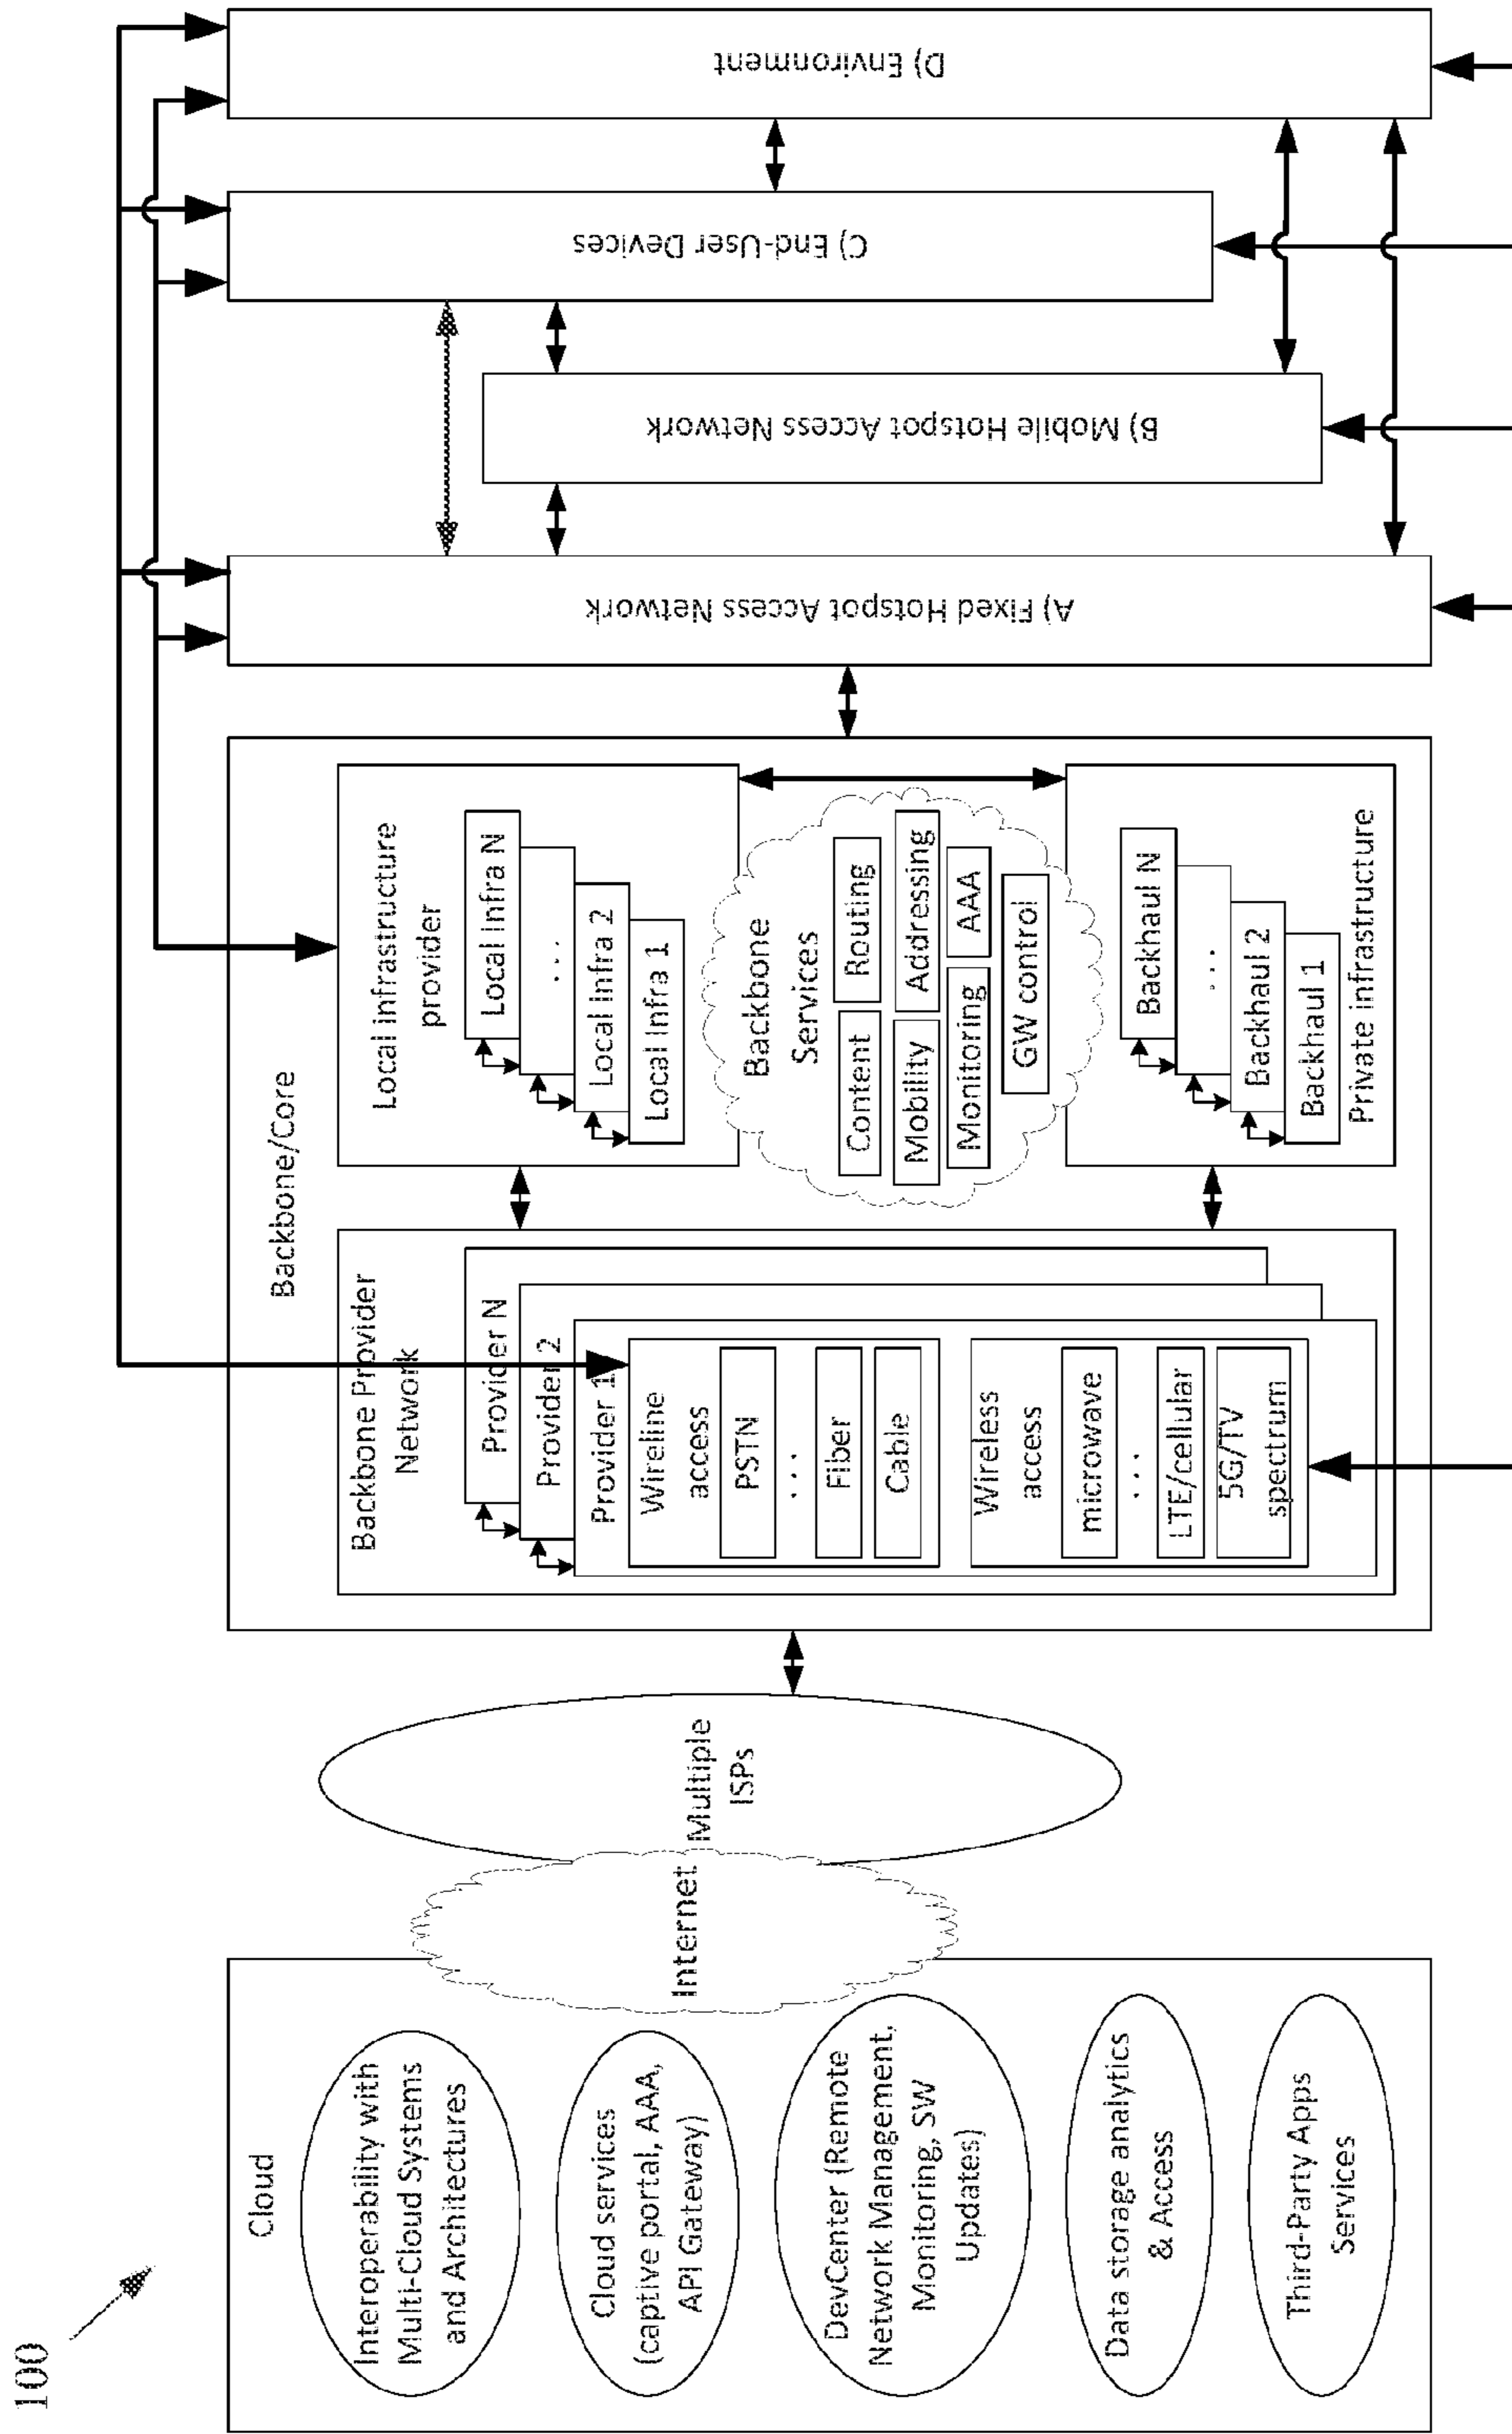 100
Cloud
Interoperability with
Multi-Cloud Systems
and Architectures
Cloud services
(captive portal, AAA,
API Gateway)
DevCenter (Remote
Network Management,
Monitoring, SW
Updates)
Data storage analytics
& Access
Third-Party Apps
Services
Internet
Multiple
ISPs
Backbone/Core
Backbone Provider
Network
Provider N
Provider 2
Provider 1
Wireline
access
PSTN
...
Fiber
Cable
Wireless
access
microwave
...
LTE/cellular
5G/TV
spectrum
Local infrastructure
provider
Local Infra N
...
Local Infra 2
Local Infra 1
Backbone
Services
Content
Routing
Mobility
Addressing
Monitoring
AAA
GW control
Backhaul N
...
Backhaul 2
Backhaul 1
Private infrastructure
A) Fixed Hotspot Access Network
B) Mobile Hotspot Access Network
C) End-User Devices
D) Environment